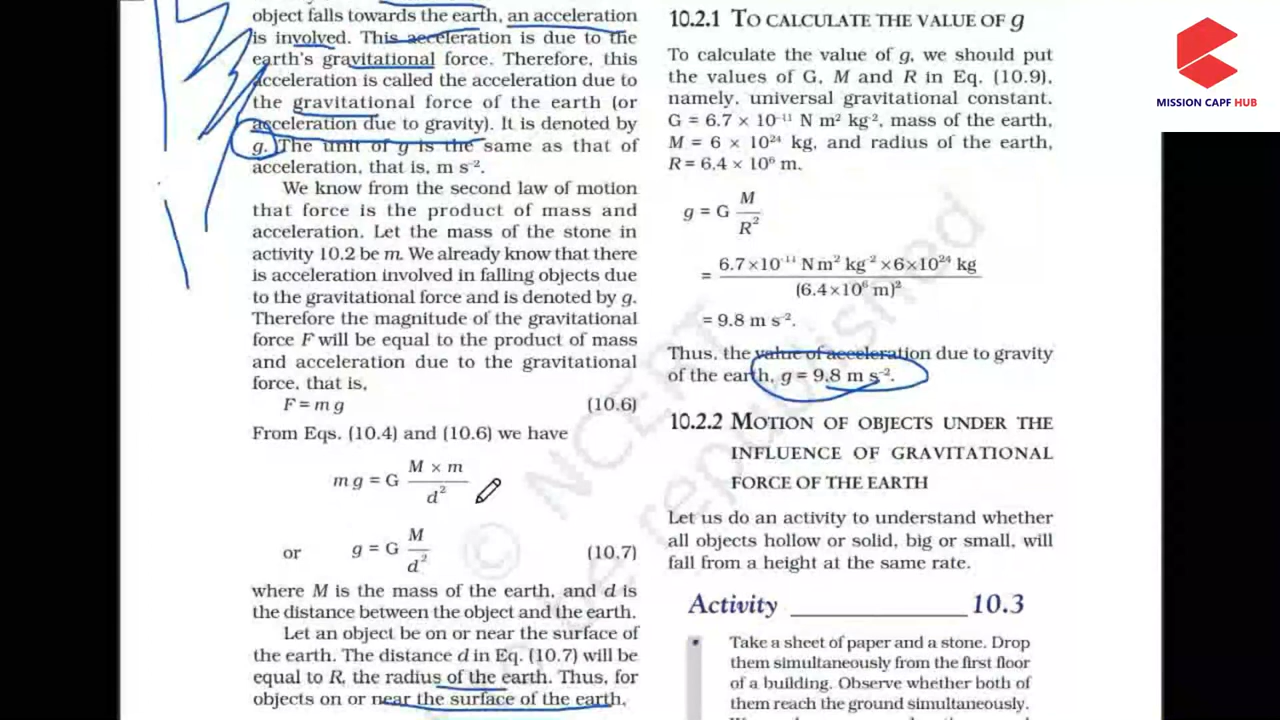 object falls towards the earth, an acceleration
is involved. This acceleration is due to the
earth's gravitational force. Therefore, this
acceleration is called the acceleration due to
the gravitational force of the earth (or
acceleration due to gravity). It is denoted by
g. The unit of g is the same as that of
acceleration, that is, m s⁻².
We know from the second law of motion
that force is the product of mass and
acceleration. Let the mass of the stone in
activity 10.2 be m. We already know that there
is acceleration involved in falling objects due
to the gravitational force and is denoted by g.
Therefore the magnitude of the gravitational
force F will be equal to the product of mass
and acceleration due to the gravitational
force, that is,
F = m g (10.6)
From Eqs. (10.4) and (10.6) we have
m g = G (M × m) / d²
or g = G M / d² (10.7)
where M is the mass of the earth, and d is
the distance between the object and the earth.
Let an object be on or near the surface of
the earth. The distance d in Eq. (10.7) will be
equal to R, the radius of the earth. Thus, for
objects on or near the surface of the earth,
10.2.1 TO CALCULATE THE VALUE OF g
To calculate the value of g, we should put
the values of G, M and R in Eq. (10.9),
namely, universal gravitational constant,
G = 6.7 × 10⁻¹¹ N m² kg⁻², mass of the earth,
M = 6 × 10²⁴ kg, and radius of the earth,
R = 6.4 × 10⁶ m.
g = G M / R²
= 6.7×10⁻¹¹ N m² kg⁻² ×6×10²⁴ kg / (6.4×10⁶ m)²
= 9.8 m s⁻².
Thus, the value of acceleration due to gravity
of the earth, g = 9.8 m s⁻².
10.2.2 MOTION OF OBJECTS UNDER THE
INFLUENCE OF GRAVITATIONAL
FORCE OF THE EARTH
Let us do an activity to understand whether
all objects hollow or solid, big or small, will
fall from a height at the same rate.
Activity ____________ 10.3
• Take a sheet of paper and a stone. Drop
them simultaneously from the first floor
of a building. Observe whether both of
them reach the ground simultaneously.
© NCERT
be republished
MISSION CAPF HUB